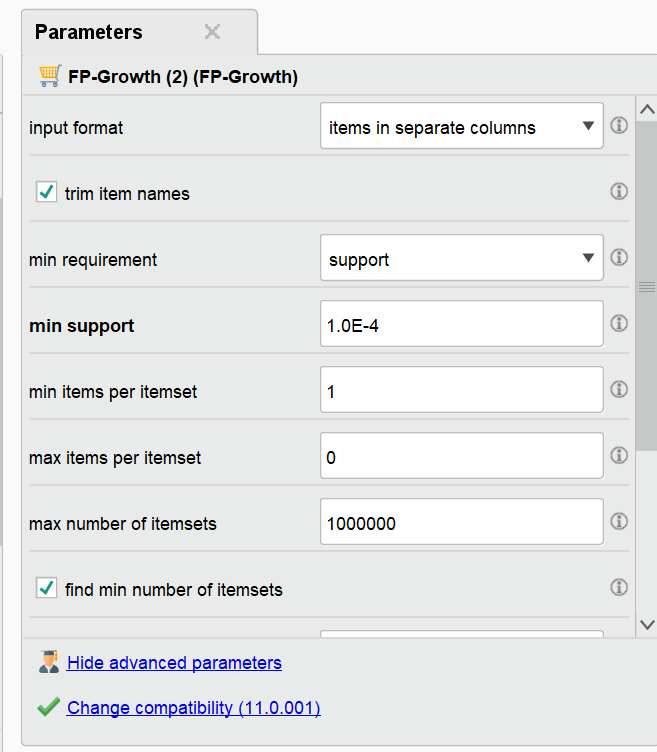 Parameters
FP-Growth (2) (FP-Growth)
input format items in separate columns
trim item names
min requirement support
min support 1.0E-4
min items per itemset 1
max items per itemset 0
max number of itemsets 1000000
find min number of itemsets
Hide advanced parameters
Change compatibility (11.0.001)